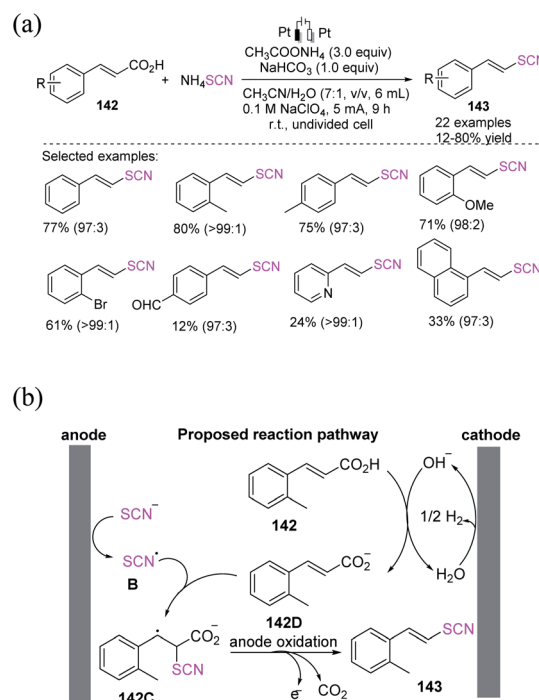 (a)
Pt Pt
CH₃COONH₄ (3.0 equiv)
NaHCO₃ (1.0 equiv)
CH₃CN/H₂O (7:1, v/v, 6 mL)
0.1 M NaClO₄, 5 mA, 9 h
r.t., undivided cell
R CO₂H
142
+ NH₄SCN
R SCN
143
22 examples
12-80% yield
Selected examples:
SCN SCN SCN SCN
OMe
77% (97:3) 80% (>99:1) 75% (97:3) 71% (98:2)
SCN SCN SCN SCN
Br OHC N
61% (>99:1) 12% (97:3) 24% (>99:1) 33% (97:3)
(b)
anode Proposed reaction pathway cathode
CO₂H OH⁻
SCN⁻ 142 1/2 H₂
SCN• CO₂⁻ H₂O
B
142D
CO₂⁻ anode oxidation SCN
SCN
142C e⁻ CO₂ 143